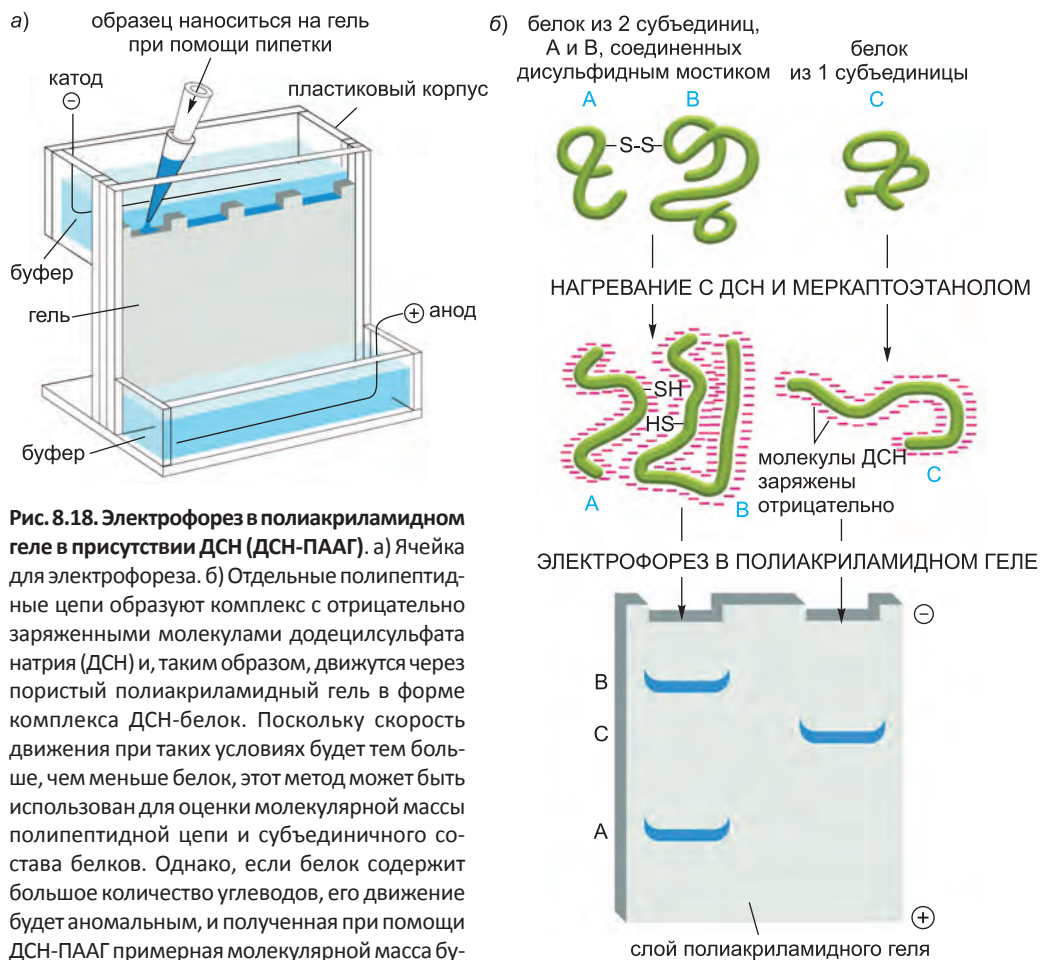 а)
образец наноситься на гель
при помощи пипетки
катод
⊖
пластиковый корпус
буфер
гель
⊕ анод
буфер
Рис. 8.18. Электрофорез в полиакриламидном
геле в присутствии ДСН (ДСН-ПААГ). а) Ячейка
для электрофореза. б) Отдельные полипептид-
ные цепи образуют комплекс с отрицательно
заряженными молекулами додецилсульфата
натрия (ДСН) и, таким образом, движутся через
пористый полиакриламидный гель в форме
комплекса ДСН-белок. Поскольку скорость
движения при таких условиях будет тем боль-
ше, чем меньше белок, этот метод может быть
использован для оценки молекулярной массы
полипептидной цепи и субъединичного со-
става белков. Однако, если белок содержит
большое количество углеводов, его движение
будет аномальным, и полученная при помощи
ДСН-ПААГ примерная молекулярная масса бу-
б)
белок из 2 субъединиц,
А и В, соединенных
дисульфидным мостиком
А
В
белок
из 1 субъединицы
С
-S-S-
НАГРЕВАНИЕ С ДСН И МЕРКАПТОЭТАНОЛОМ
-SH
HS-
А
В
молекулы ДСН
заряжены
отрицательно
С
ЭЛЕКТРОФОРЕЗ В ПОЛИАКРИЛАМИДНОМ ГЕЛЕ
⊖
В
С
А
⊕
слой полиакриламидного геля